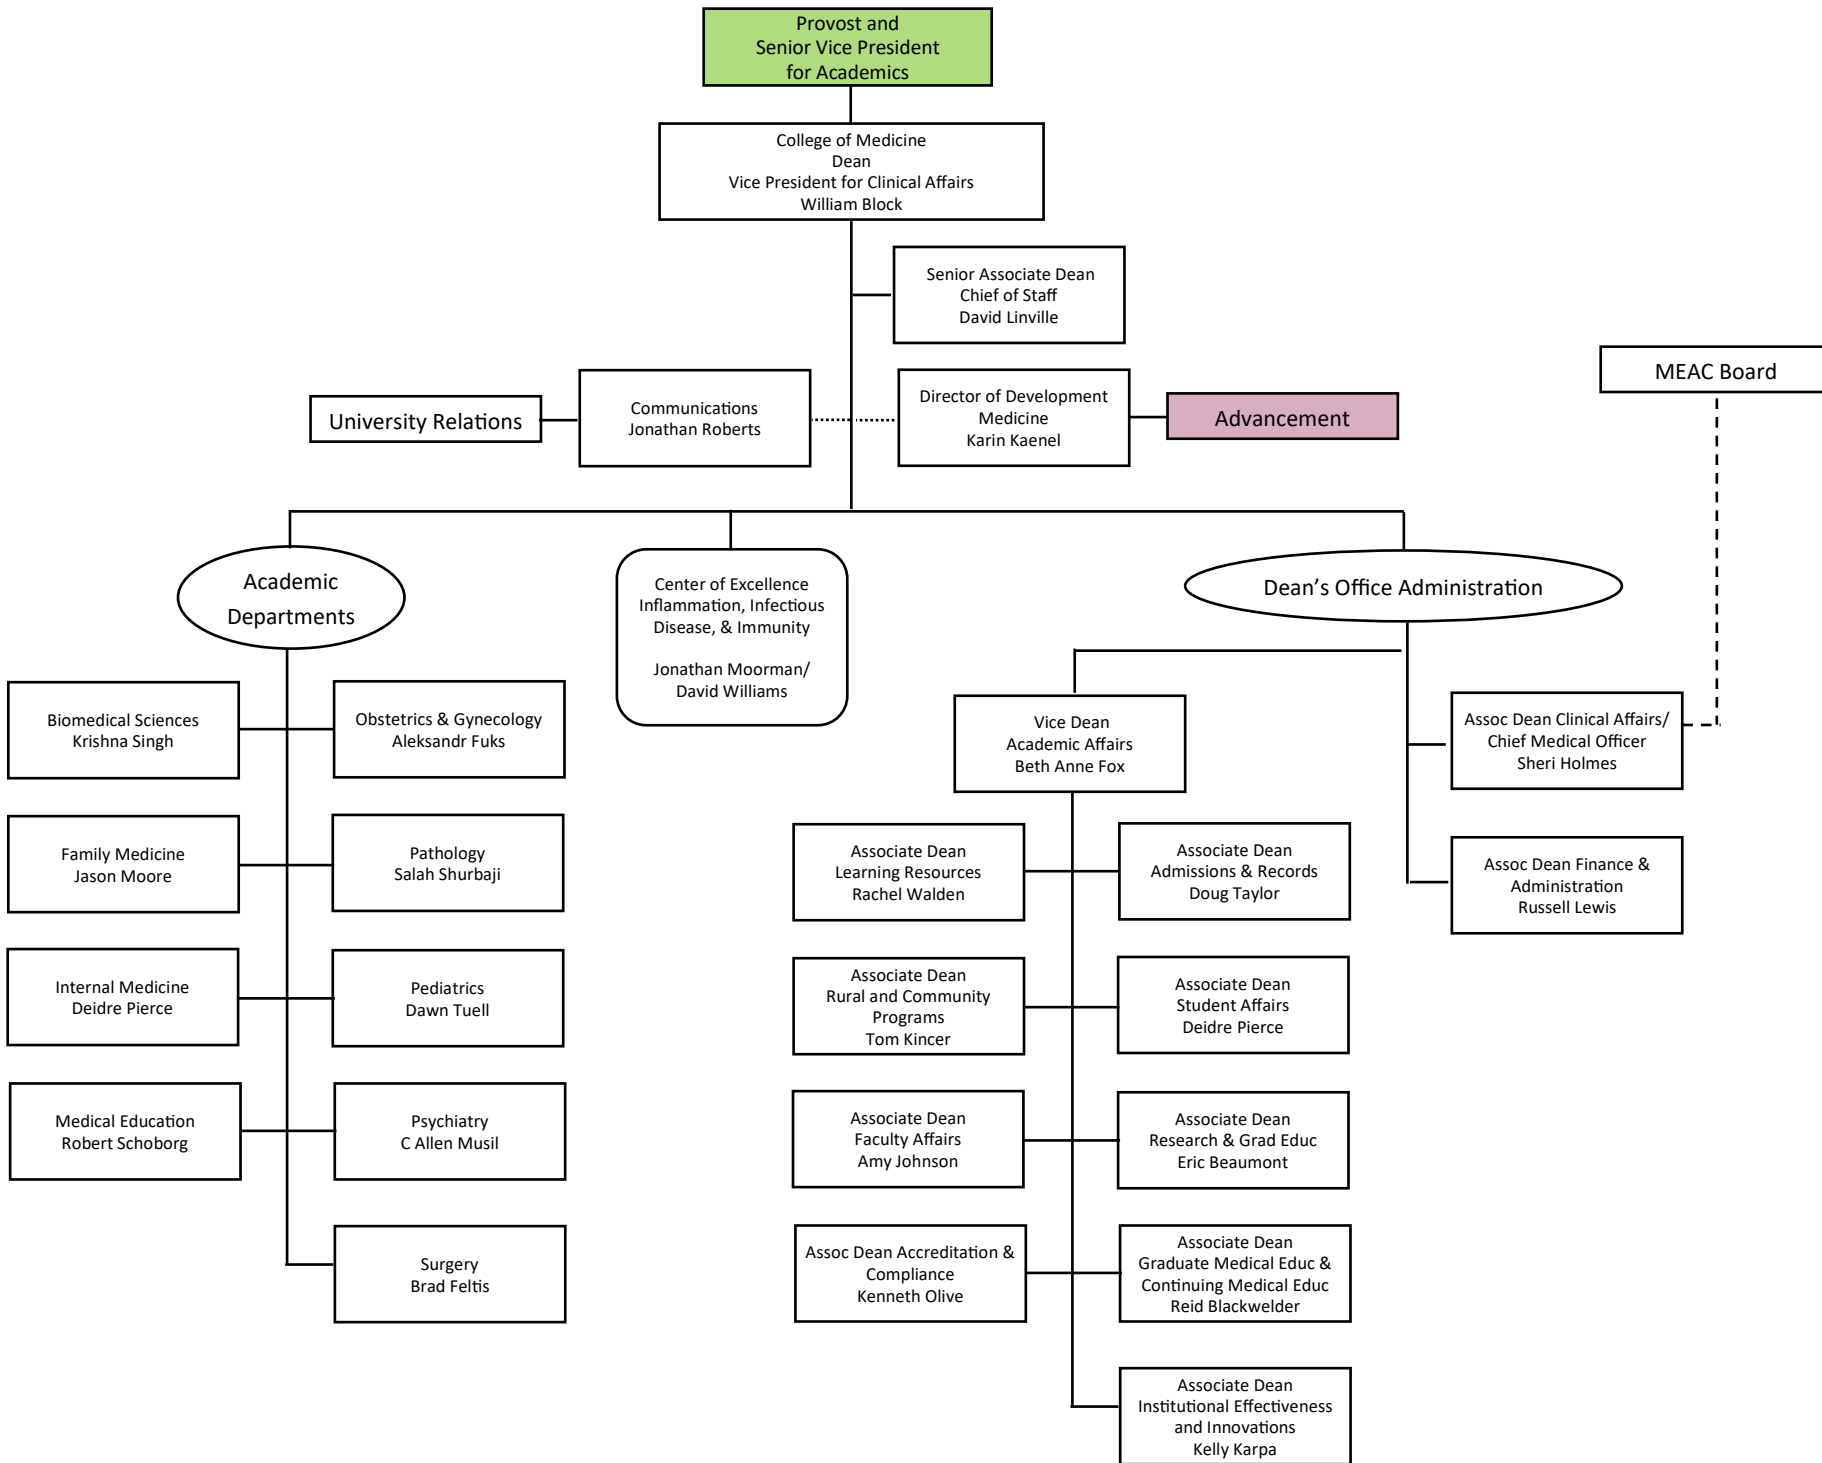 Provost and
Senior Vice President
for Academics
College of Medicine
Dean
Vice President for Clinical Affairs
William Block
Senior Associate Dean
Chief of Staff
David Linville
MEAC Board
University Relations
Communications
Jonathan Roberts
Director of Development
Medicine
Karin Kaenel
Advancement
Academic
Departments
Center of Excellence
Inflammation, Infectious
Disease, & Immunity
Jonathan Moorman/
David Williams
Dean’s Office Administration
Biomedical Sciences
Krishna Singh
Obstetrics & Gynecology
Aleksandr Fuks
Family Medicine
Jason Moore
Pathology
Salah Shurbaji
Internal Medicine
Deidre Pierce
Pediatrics
Dawn Tuell
Medical Education
Robert Schoborg
Psychiatry
C Allen Musil
Surgery
Brad Feltis
Vice Dean
Academic Affairs
Beth Anne Fox
Assoc Dean Clinical Affairs/
Chief Medical Officer
Sheri Holmes
Associate Dean
Learning Resources
Rachel Walden
Associate Dean
Admissions & Records
Doug Taylor
Assoc Dean Finance &
Administration
Russell Lewis
Associate Dean
Rural and Community
Programs
Tom Kincer
Associate Dean
Student Affairs
Deidre Pierce
Associate Dean
Faculty Affairs
Amy Johnson
Associate Dean
Research & Grad Educ
Eric Beaumont
Assoc Dean Accreditation &
Compliance
Kenneth Olive
Associate Dean
Graduate Medical Educ &
Continuing Medical Educ
Reid Blackwelder
Associate Dean
Institutional Effectiveness
and Innovations
Kelly Karpa